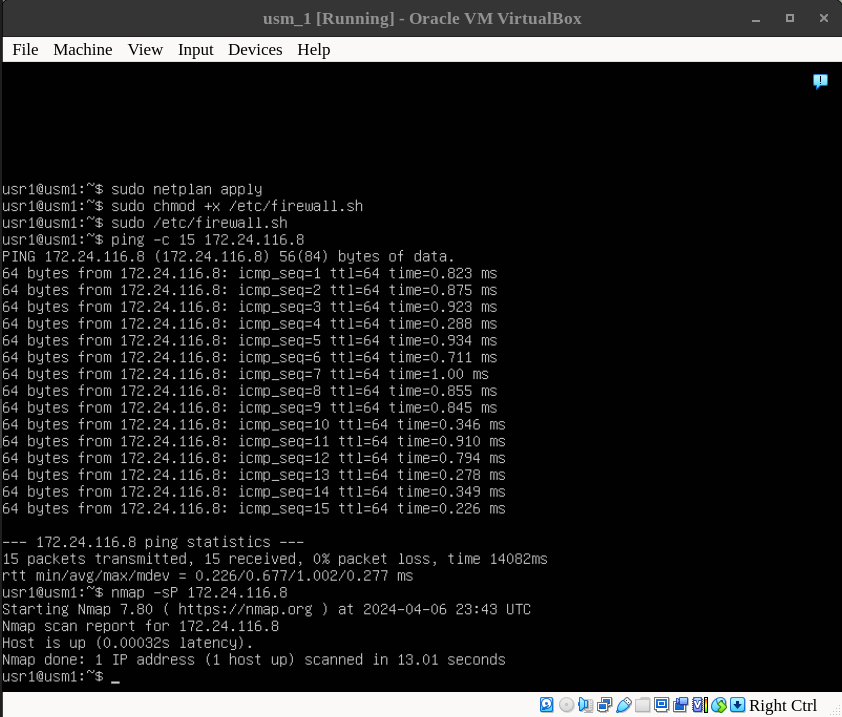 usm_1 [Running] - Oracle VM VirtualBox
File Machine View Input Devices Help
usr1@usm1:~$ sudo netplan apply
usr1@usm1:~$ sudo chmod +x /etc/firewall.sh
usr1@usm1:~$ sudo /etc/firewall.sh
usr1@usm1:~$ ping -c 15 172.24.116.8
PING 172.24.116.8 (172.24.116.8) 56(84) bytes of data.
64 bytes from 172.24.116.8: icmp_seq=1 ttl=64 time=0.823 ms
64 bytes from 172.24.116.8: icmp_seq=2 ttl=64 time=0.875 ms
64 bytes from 172.24.116.8: icmp_seq=3 ttl=64 time=0.923 ms
64 bytes from 172.24.116.8: icmp_seq=4 ttl=64 time=0.288 ms
64 bytes from 172.24.116.8: icmp_seq=5 ttl=64 time=0.934 ms
64 bytes from 172.24.116.8: icmp_seq=6 ttl=64 time=0.711 ms
64 bytes from 172.24.116.8: icmp_seq=7 ttl=64 time=1.00 ms
64 bytes from 172.24.116.8: icmp_seq=8 ttl=64 time=0.855 ms
64 bytes from 172.24.116.8: icmp_seq=9 ttl=64 time=0.845 ms
64 bytes from 172.24.116.8: icmp_seq=10 ttl=64 time=0.346 ms
64 bytes from 172.24.116.8: icmp_seq=11 ttl=64 time=0.910 ms
64 bytes from 172.24.116.8: icmp_seq=12 ttl=64 time=0.794 ms
64 bytes from 172.24.116.8: icmp_seq=13 ttl=64 time=0.278 ms
64 bytes from 172.24.116.8: icmp_seq=14 ttl=64 time=0.349 ms
64 bytes from 172.24.116.8: icmp_seq=15 ttl=64 time=0.226 ms
--- 172.24.116.8 ping statistics ---
15 packets transmitted, 15 received, 0% packet loss, time 14082ms
rtt min/avg/max/mdev = 0.226/0.677/1.002/0.277 ms
usr1@usm1:~$ nmap -sP 172.24.116.8
Starting Nmap 7.80 ( https://nmap.org ) at 2024-04-06 23:43 UTC
Nmap scan report for 172.24.116.8
Host is up (0.00032s latency).
Nmap done: 1 IP address (1 host up) scanned in 13.01 seconds
usr1@usm1:~$ _
Right Ctrl